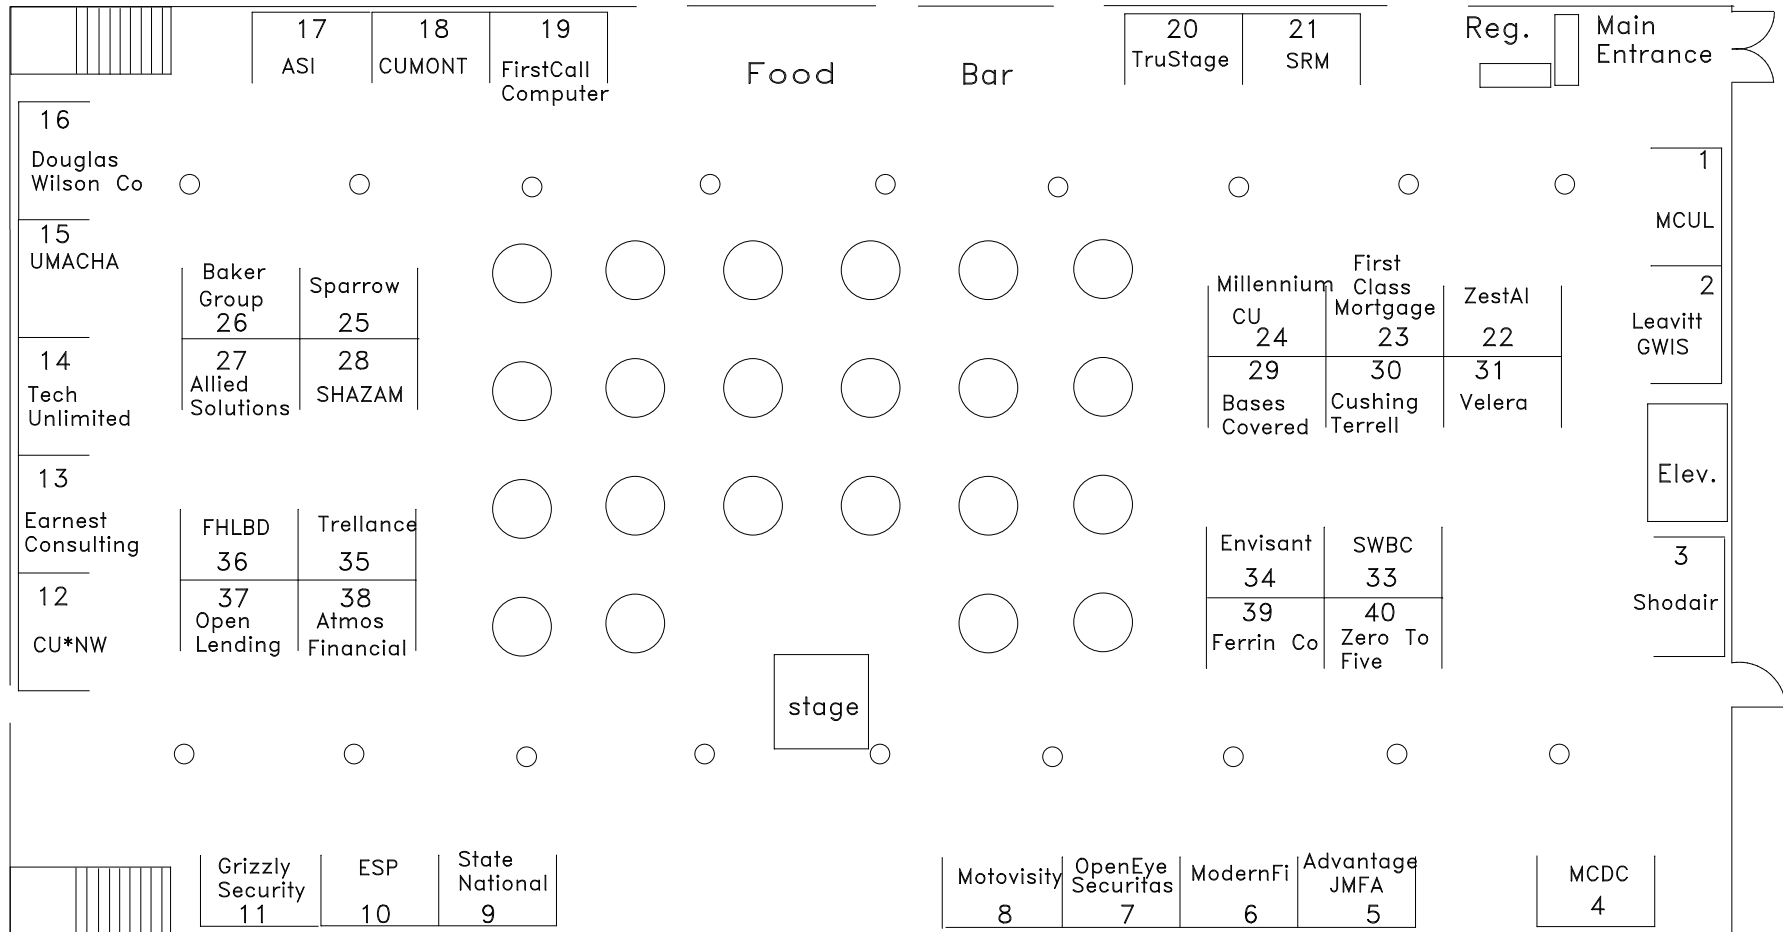 17
ASI
18
CUMONT
19
FirstCall
Computer
Food
Bar
20
TruStage
21
SRM
Reg.
Main
Entrance
16
Douglas
Wilson Co
15
UMACHA
14
Tech
Unlimited
13
Earnest
Consulting
12
CU*NW
Baker
Group
26
Sparrow
25
27
Allied
Solutions
28
SHAZAM
FHLBD
36
Trellance
35
37
Open
Lending
38
Atmos
Financial
Millennium
CU
24
First
Class
Mortgage
23
ZestAI
22
29
Bases
Covered
30
Cushing
Terrell
31
Velera
Envisant
34
SWBC
33
39
Ferrin Co
40
Zero To
Five
1
MCUL
2
Leavitt
GWIS
Elev.
3
Shodair
stage
Grizzly
Security
11
ESP
10
State
National
9
Motovisity
8
OpenEye
Securitas
7
ModernFi
6
Advantage
JMFA
5
MCDC
4